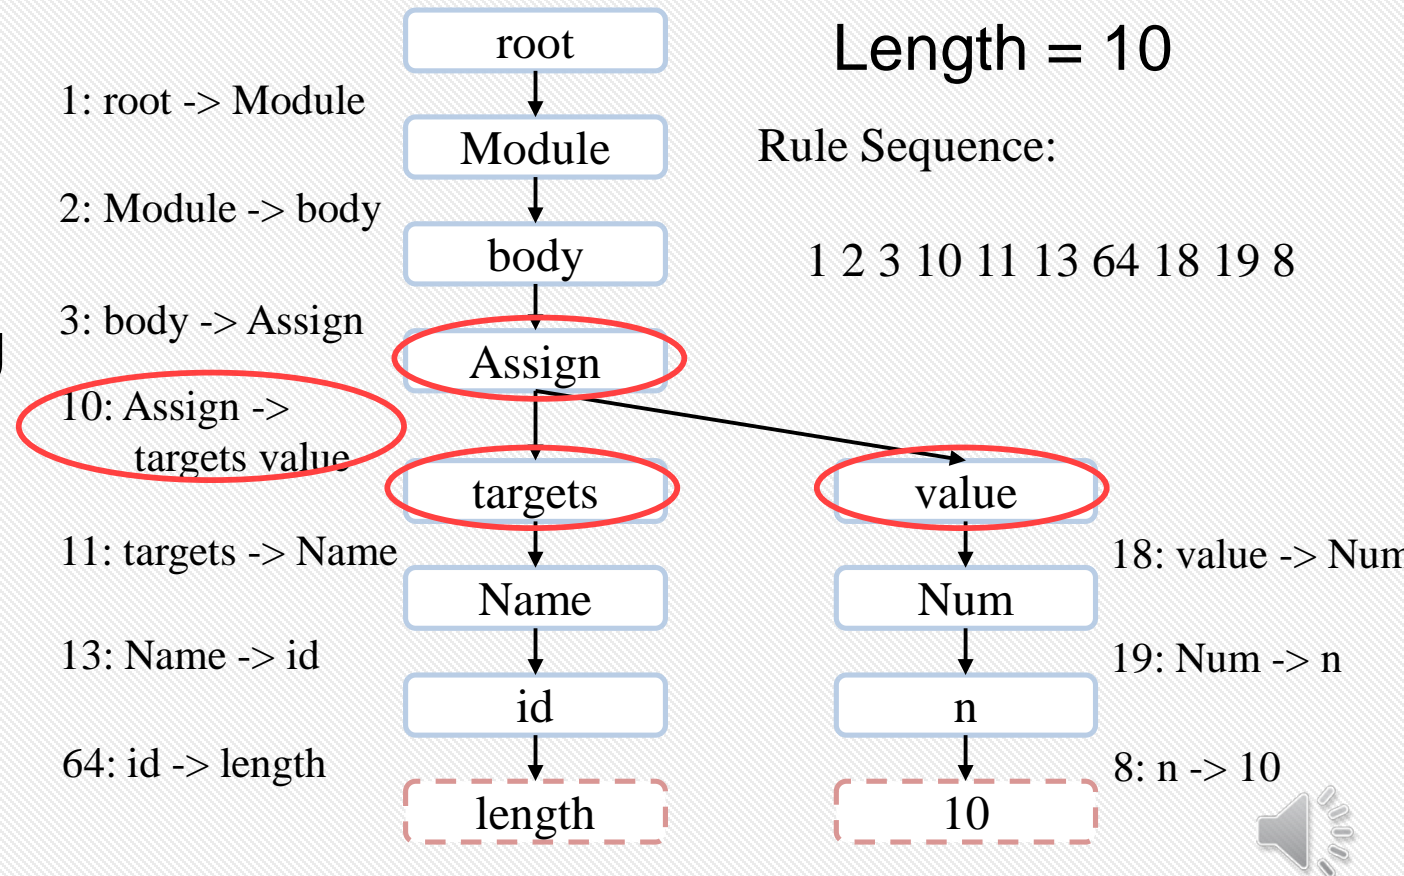 root
Length = 10
1: root -> Module
Module
Rule Sequence:
2: Module -> body
body
1 2 3 10 11 13 64 18 19 8
3: body -> Assign
Assign
10: Assign ->
targets value
targets
value
11: targets -> Name
18: value -> Num
Name
Num
13: Name -> id
19: Num -> n
id
n
64: id -> length
8: n -> 10
length
10